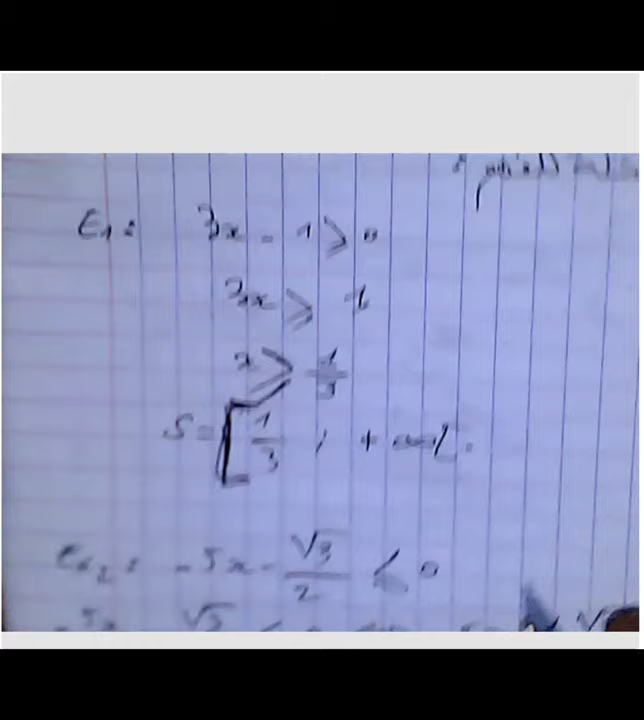 E₁ : 3x - 1 ⩾ 0
3x ⩾ 1
x ⩾ 1/3
S = [1/3 ; +∞[.
E₂ : -5x - √3/2 ⩽ 0